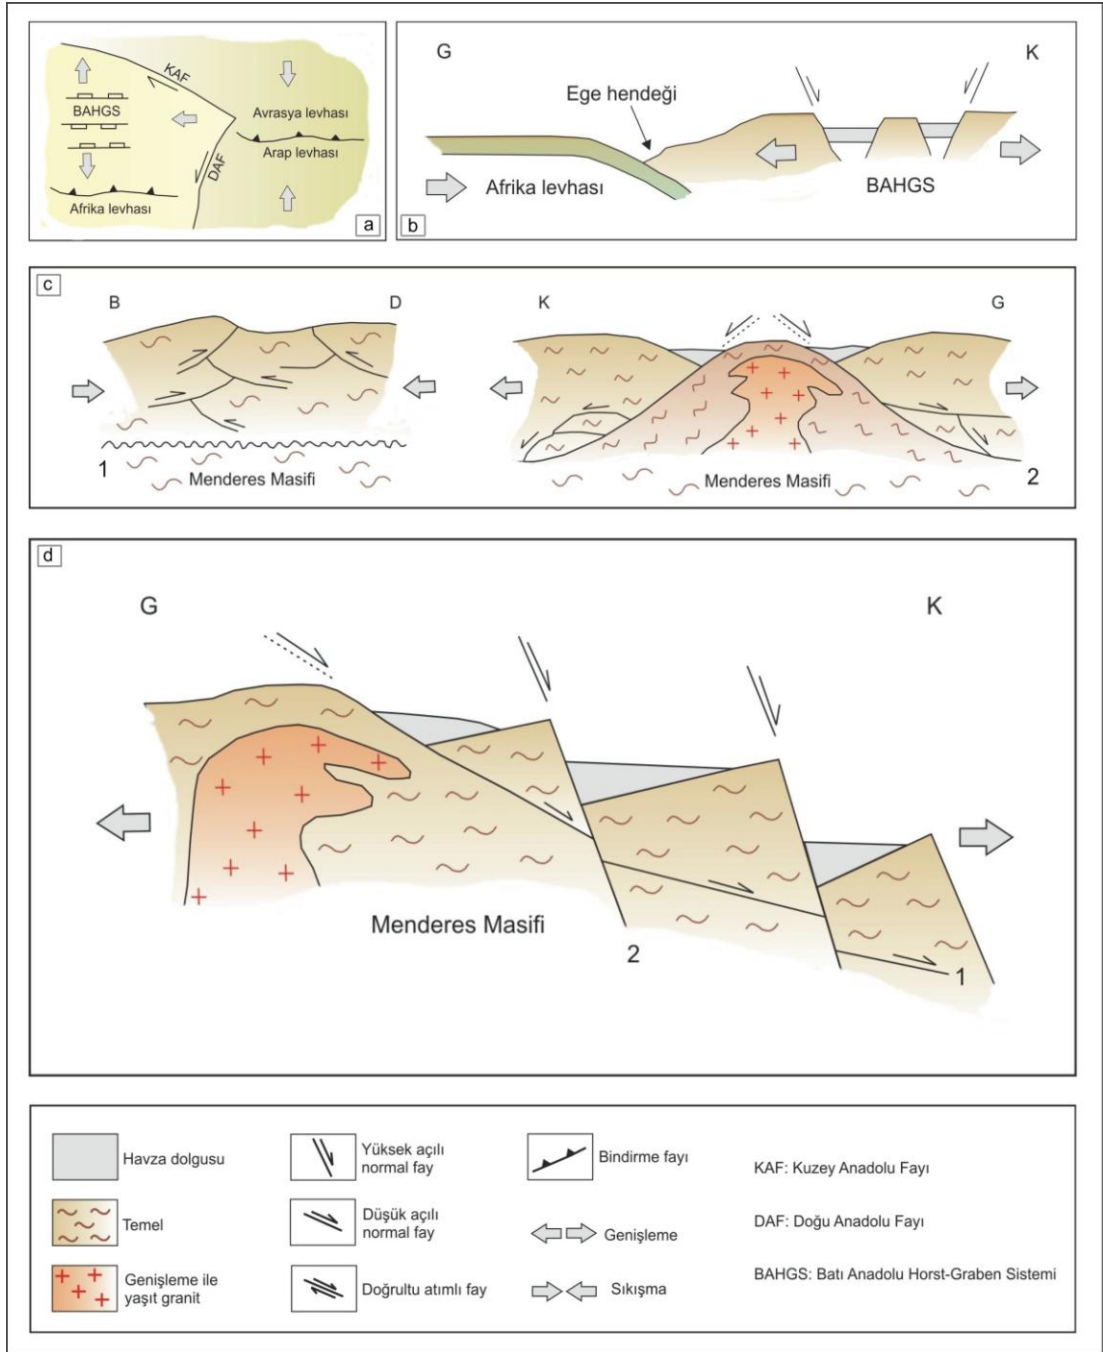 KAF
BAHGS
Avrasya levhası
Arap levhası
DAF
Afrika levhası
a
G
K
Ege hendeği
Afrika levhası
BAHGS
b
c
B
D
K
G
1
Menderes Masifi
Menderes Masifi
2
d
G
K
Menderes Masifi
2
1
Havza dolgusu
Temel
Genişleme ile
yaşıt granit
Yüksek açılı
normal fay
Düşük açılı
normal fay
Doğrultu atımlı fay
Bindirme fayı
Genişleme
Sıkışma
KAF: Kuzey Anadolu Fayı
DAF: Doğu Anadolu Fayı
BAHGS: Batı Anadolu Horst-Graben Sistemi